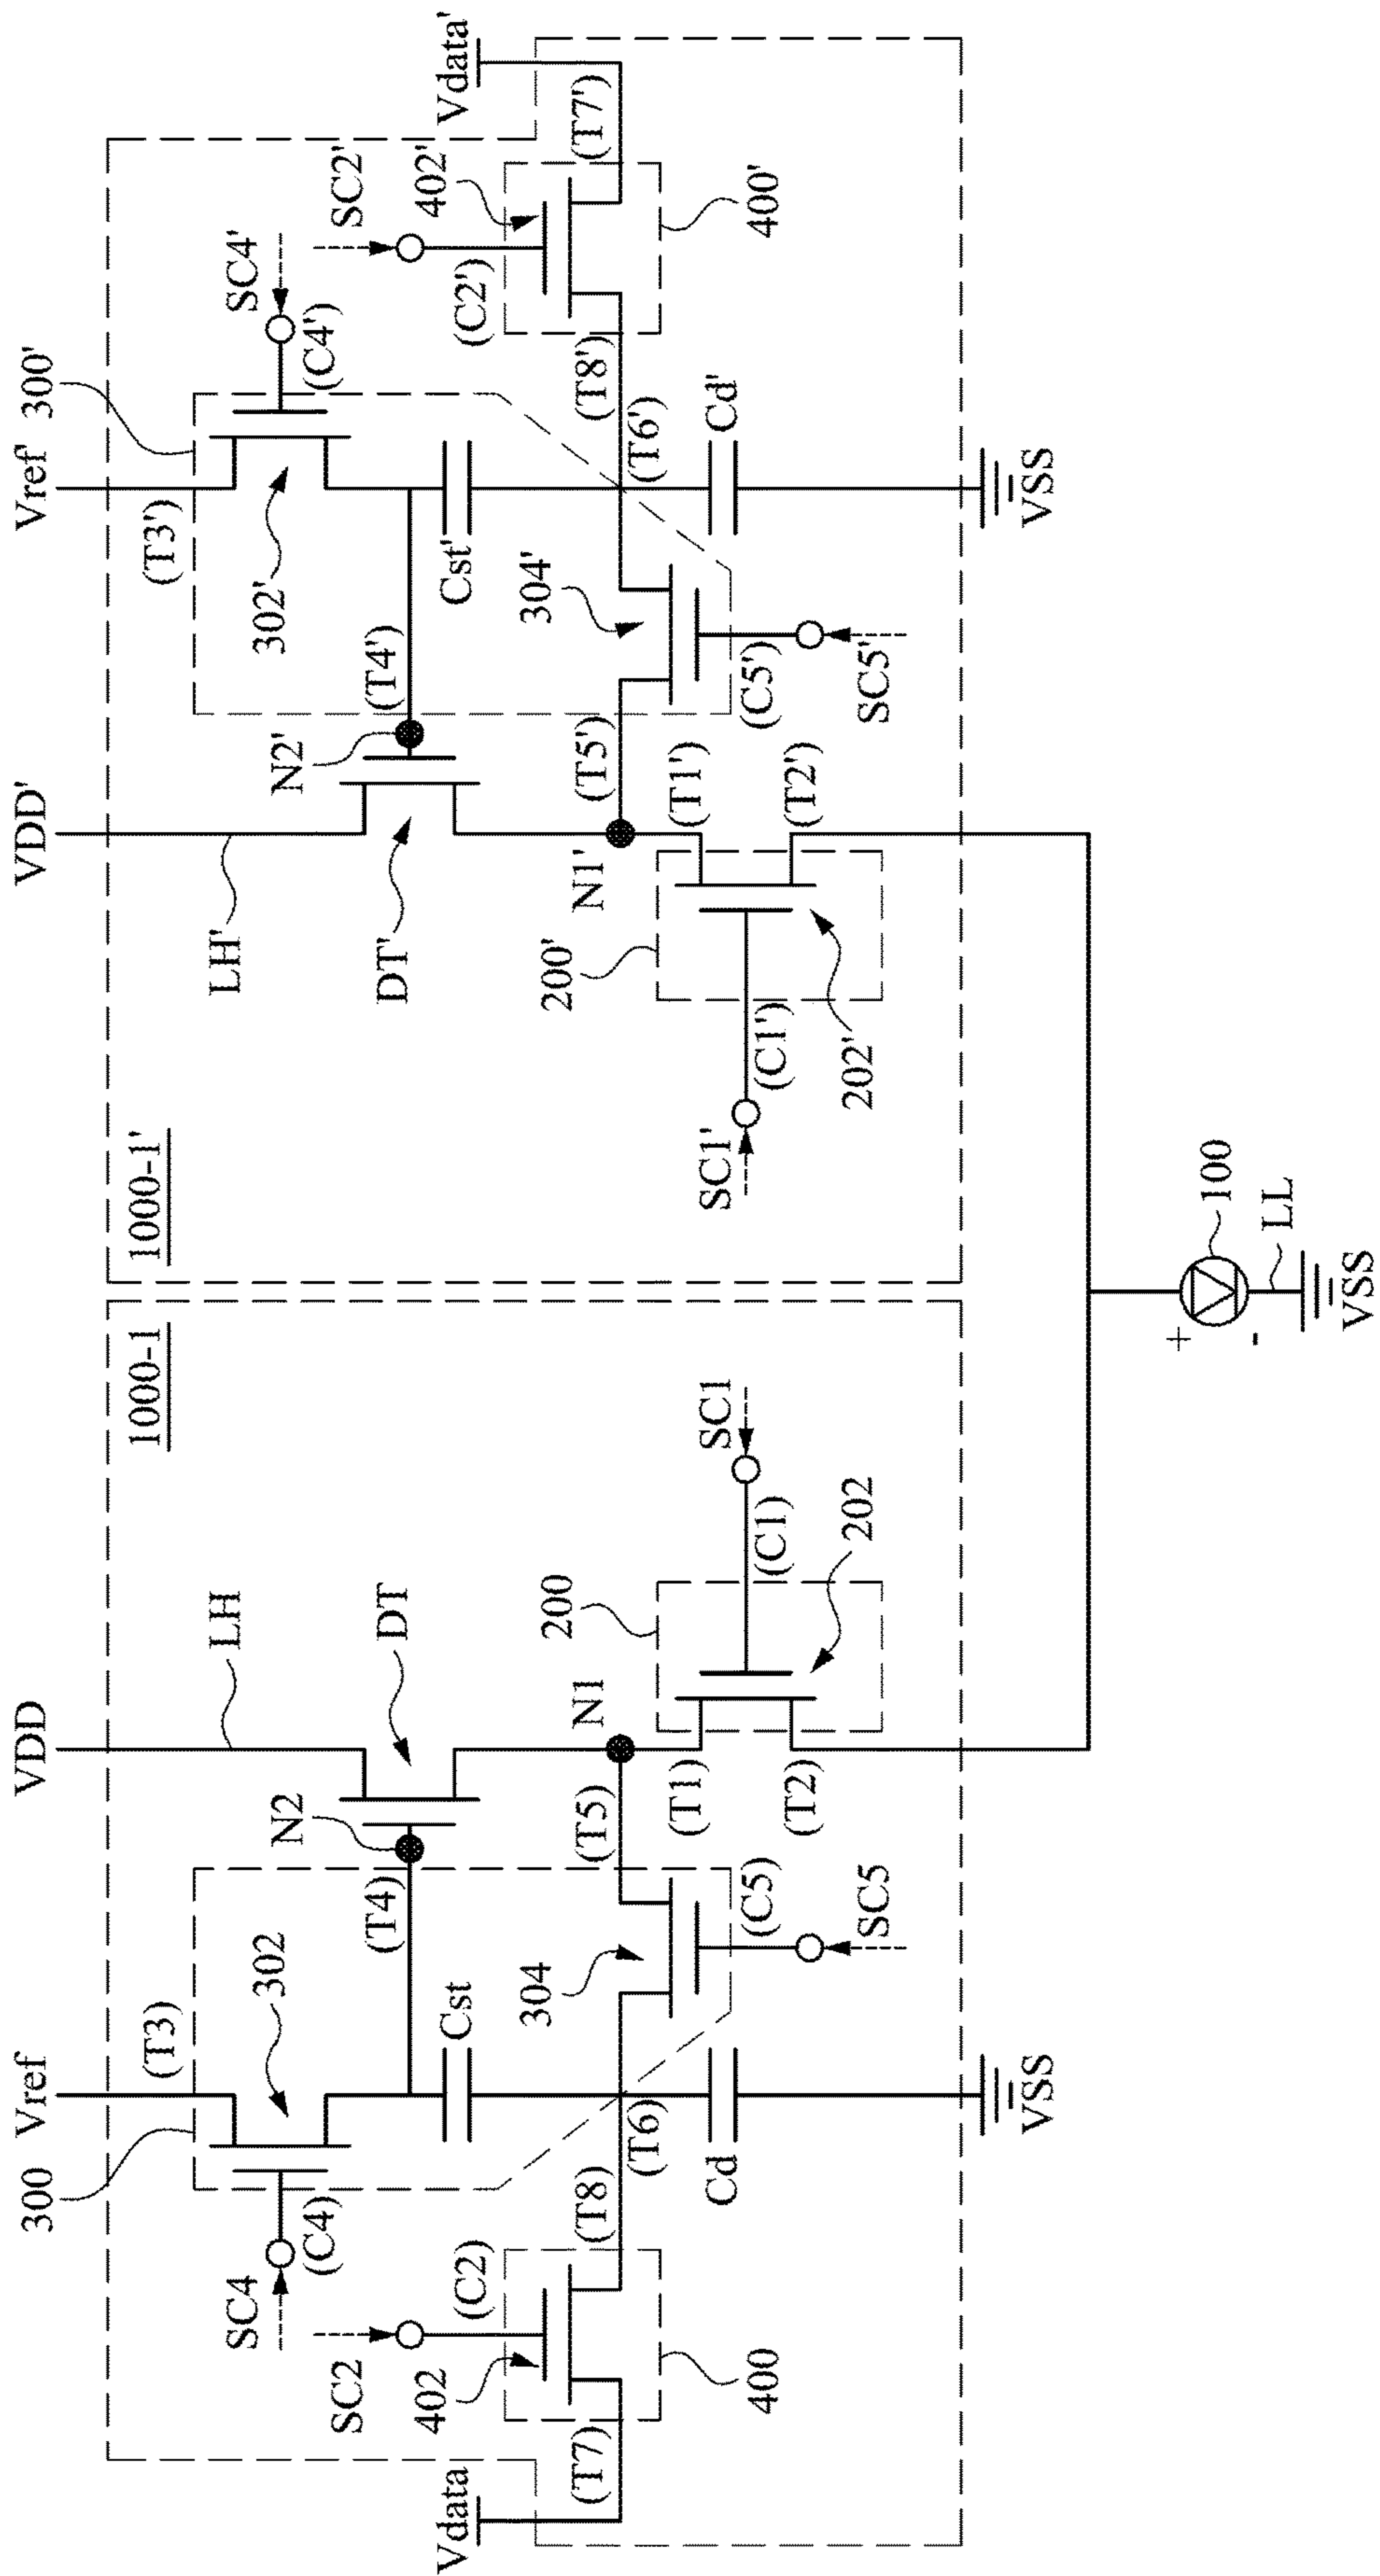 Vref
VDD
VDD'
Vref'
300
(T3)
LH
LH'
(T3')
300'
1000-1
1000-1'
SC4
(C4)
302
302'
SC4'
(C4')
DT
DT'
N2
N2'
(T4)
(T4')
SC2
SC2'
Vdata
402
(C2)
Cst
Cst'
(C2')
402'
Vdata'
304
304'
(T7)
(T8)
(T5)
N1
N1'
(T5')
(T8')
(T7')
200
200'
(T6)
(T1)
(T1')
(T6')
400
Cd
(C5)
SC1
SC1'
(C5')
Cd'
400'
(C1)
(C1')
(T2)
(T2')
SC5
202
202'
SC5'
VSS
VSS
+
100
-
LL
VSS